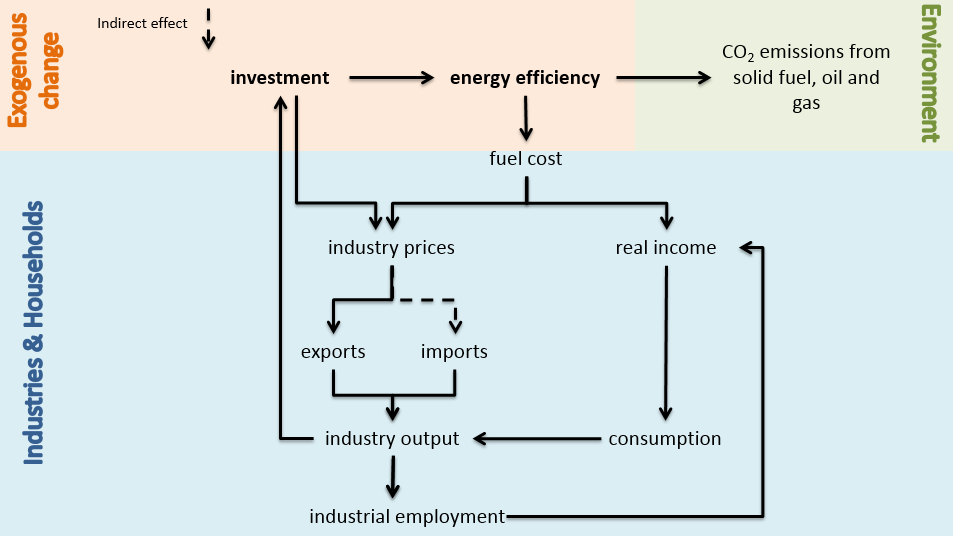 Exogenous
change
Indirect effect
investment
energy efficiency
CO₂ emissions from
solid fuel, oil and
gas
Environment
fuel cost
Industries & Households
industry prices
real income
exports
imports
industry output
consumption
industrial employment